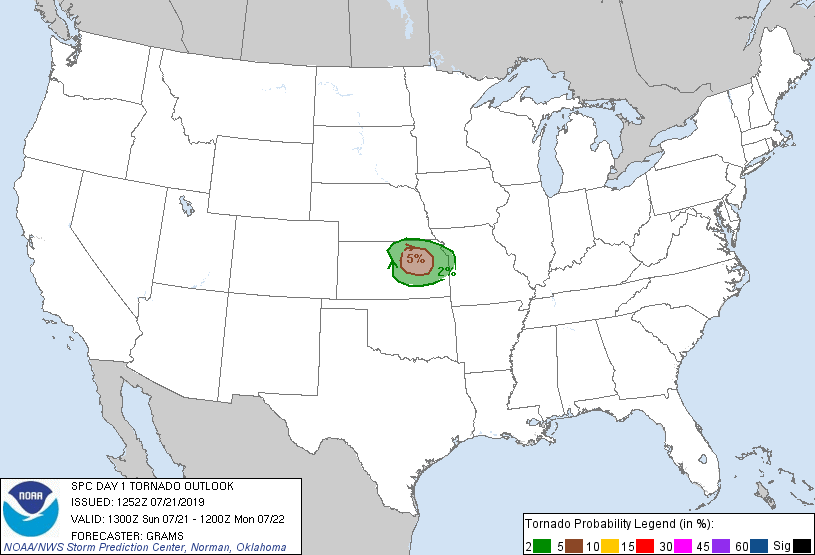 5%
2%
NOAA
SPC DAY 1 TORNADO OUTLOOK
ISSUED: 1252Z 07/21/2019
VALID: 1300Z Sun 07/21 - 1200Z Mon 07/22
FORECASTER: GRAMS
NOAA/NWS Storm Prediction Center, Norman, Oklahoma
Tornado Probability Legend (in %):
2 5 10 15 30 45 60 Sig